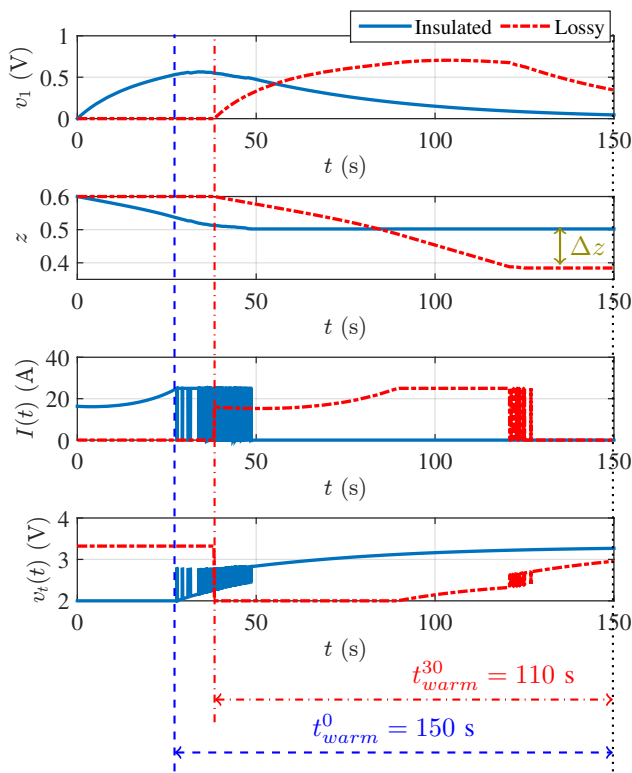 Insulated Lossy
v₁ (V)
1
0.5
0
0 50 100 150
t (s)
z
0.6
0.5
0.4
Δz
0 50 100 150
t (s)
I(t) (A)
40
20
0
0 50 100 150
t (s)
vₜ(t) (V)
4
3
2
0 50 100 150
t (s)
t³⁰_warm = 110 s
t⁰_warm = 150 s